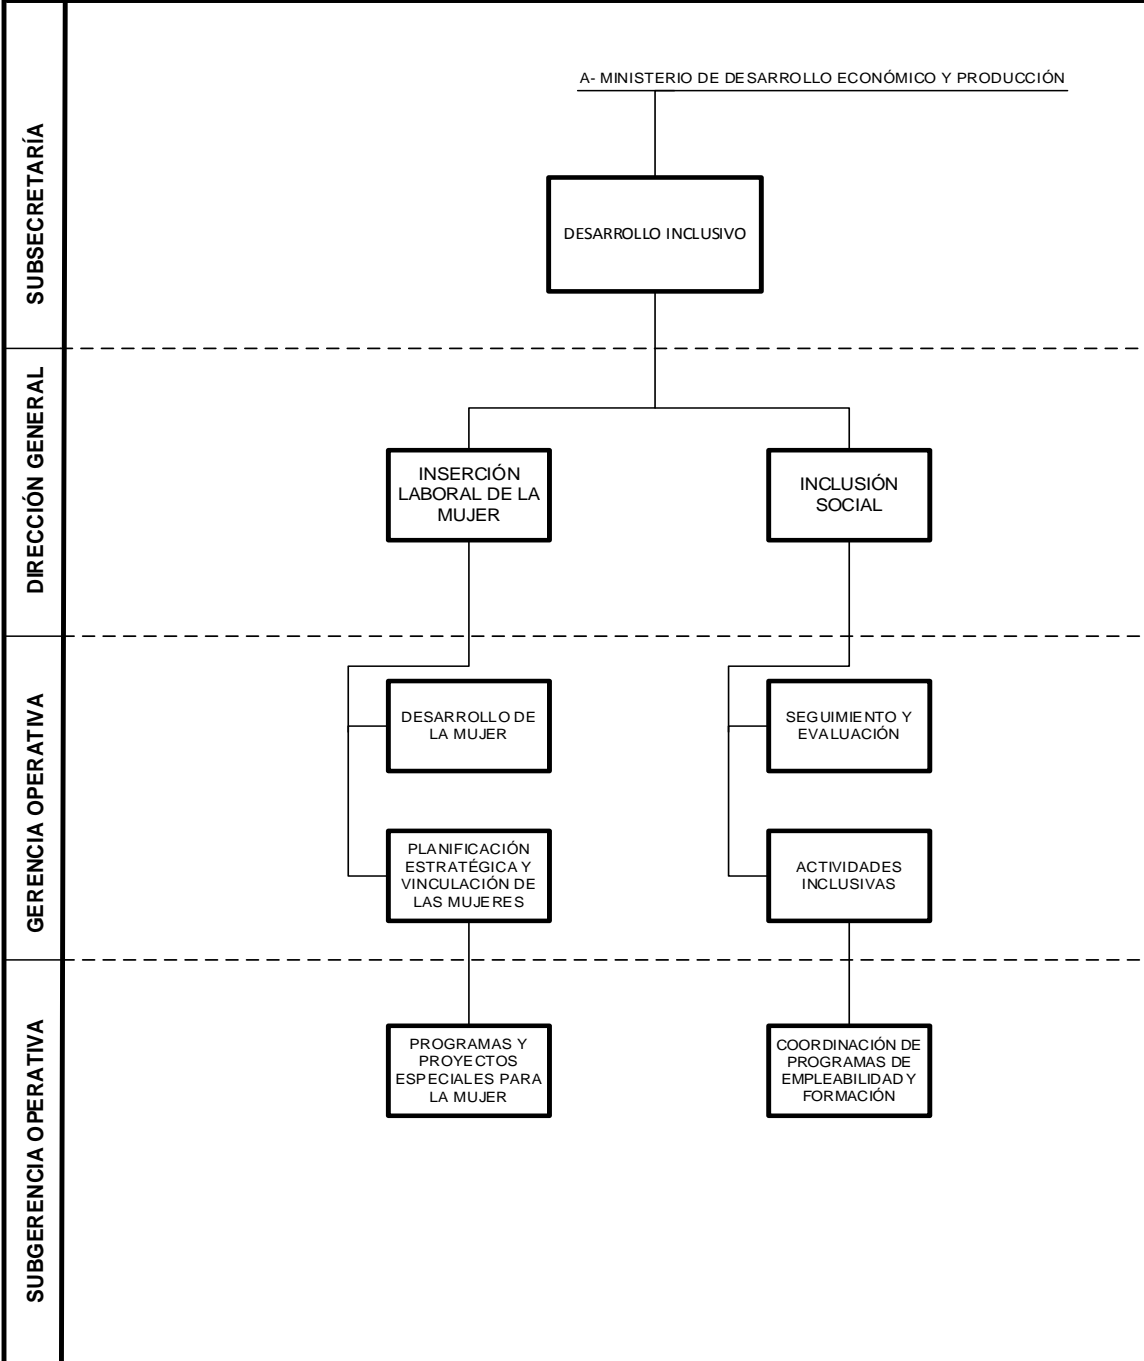 A- MINISTERIO DE DESARROLLO ECONÓMICO Y PRODUCCIÓN
SUBSECRETARÍA
DESARROLLO INCLUSIVO
DIRECCIÓN GENERAL
INSERCIÓN
LABORAL DE LA
MUJER
INCLUSIÓN
SOCIAL
GERENCIA OPERATIVA
DESARROLLO DE
LA MUJER
SEGUIMIENTO Y
EVALUACIÓN
PLANIFICACIÓN
ESTRATÉGICA Y
VINCULACIÓN DE
LAS MUJERES
ACTIVIDADES
INCLUSIVAS
SUBGERENCIA OPERATIVA
PROGRAMAS Y
PROYECTOS
ESPECIALES PARA
LA MUJER
COORDINACIÓN DE
PROGRAMAS DE
EMPLEABILIDAD Y
FORMACIÓN